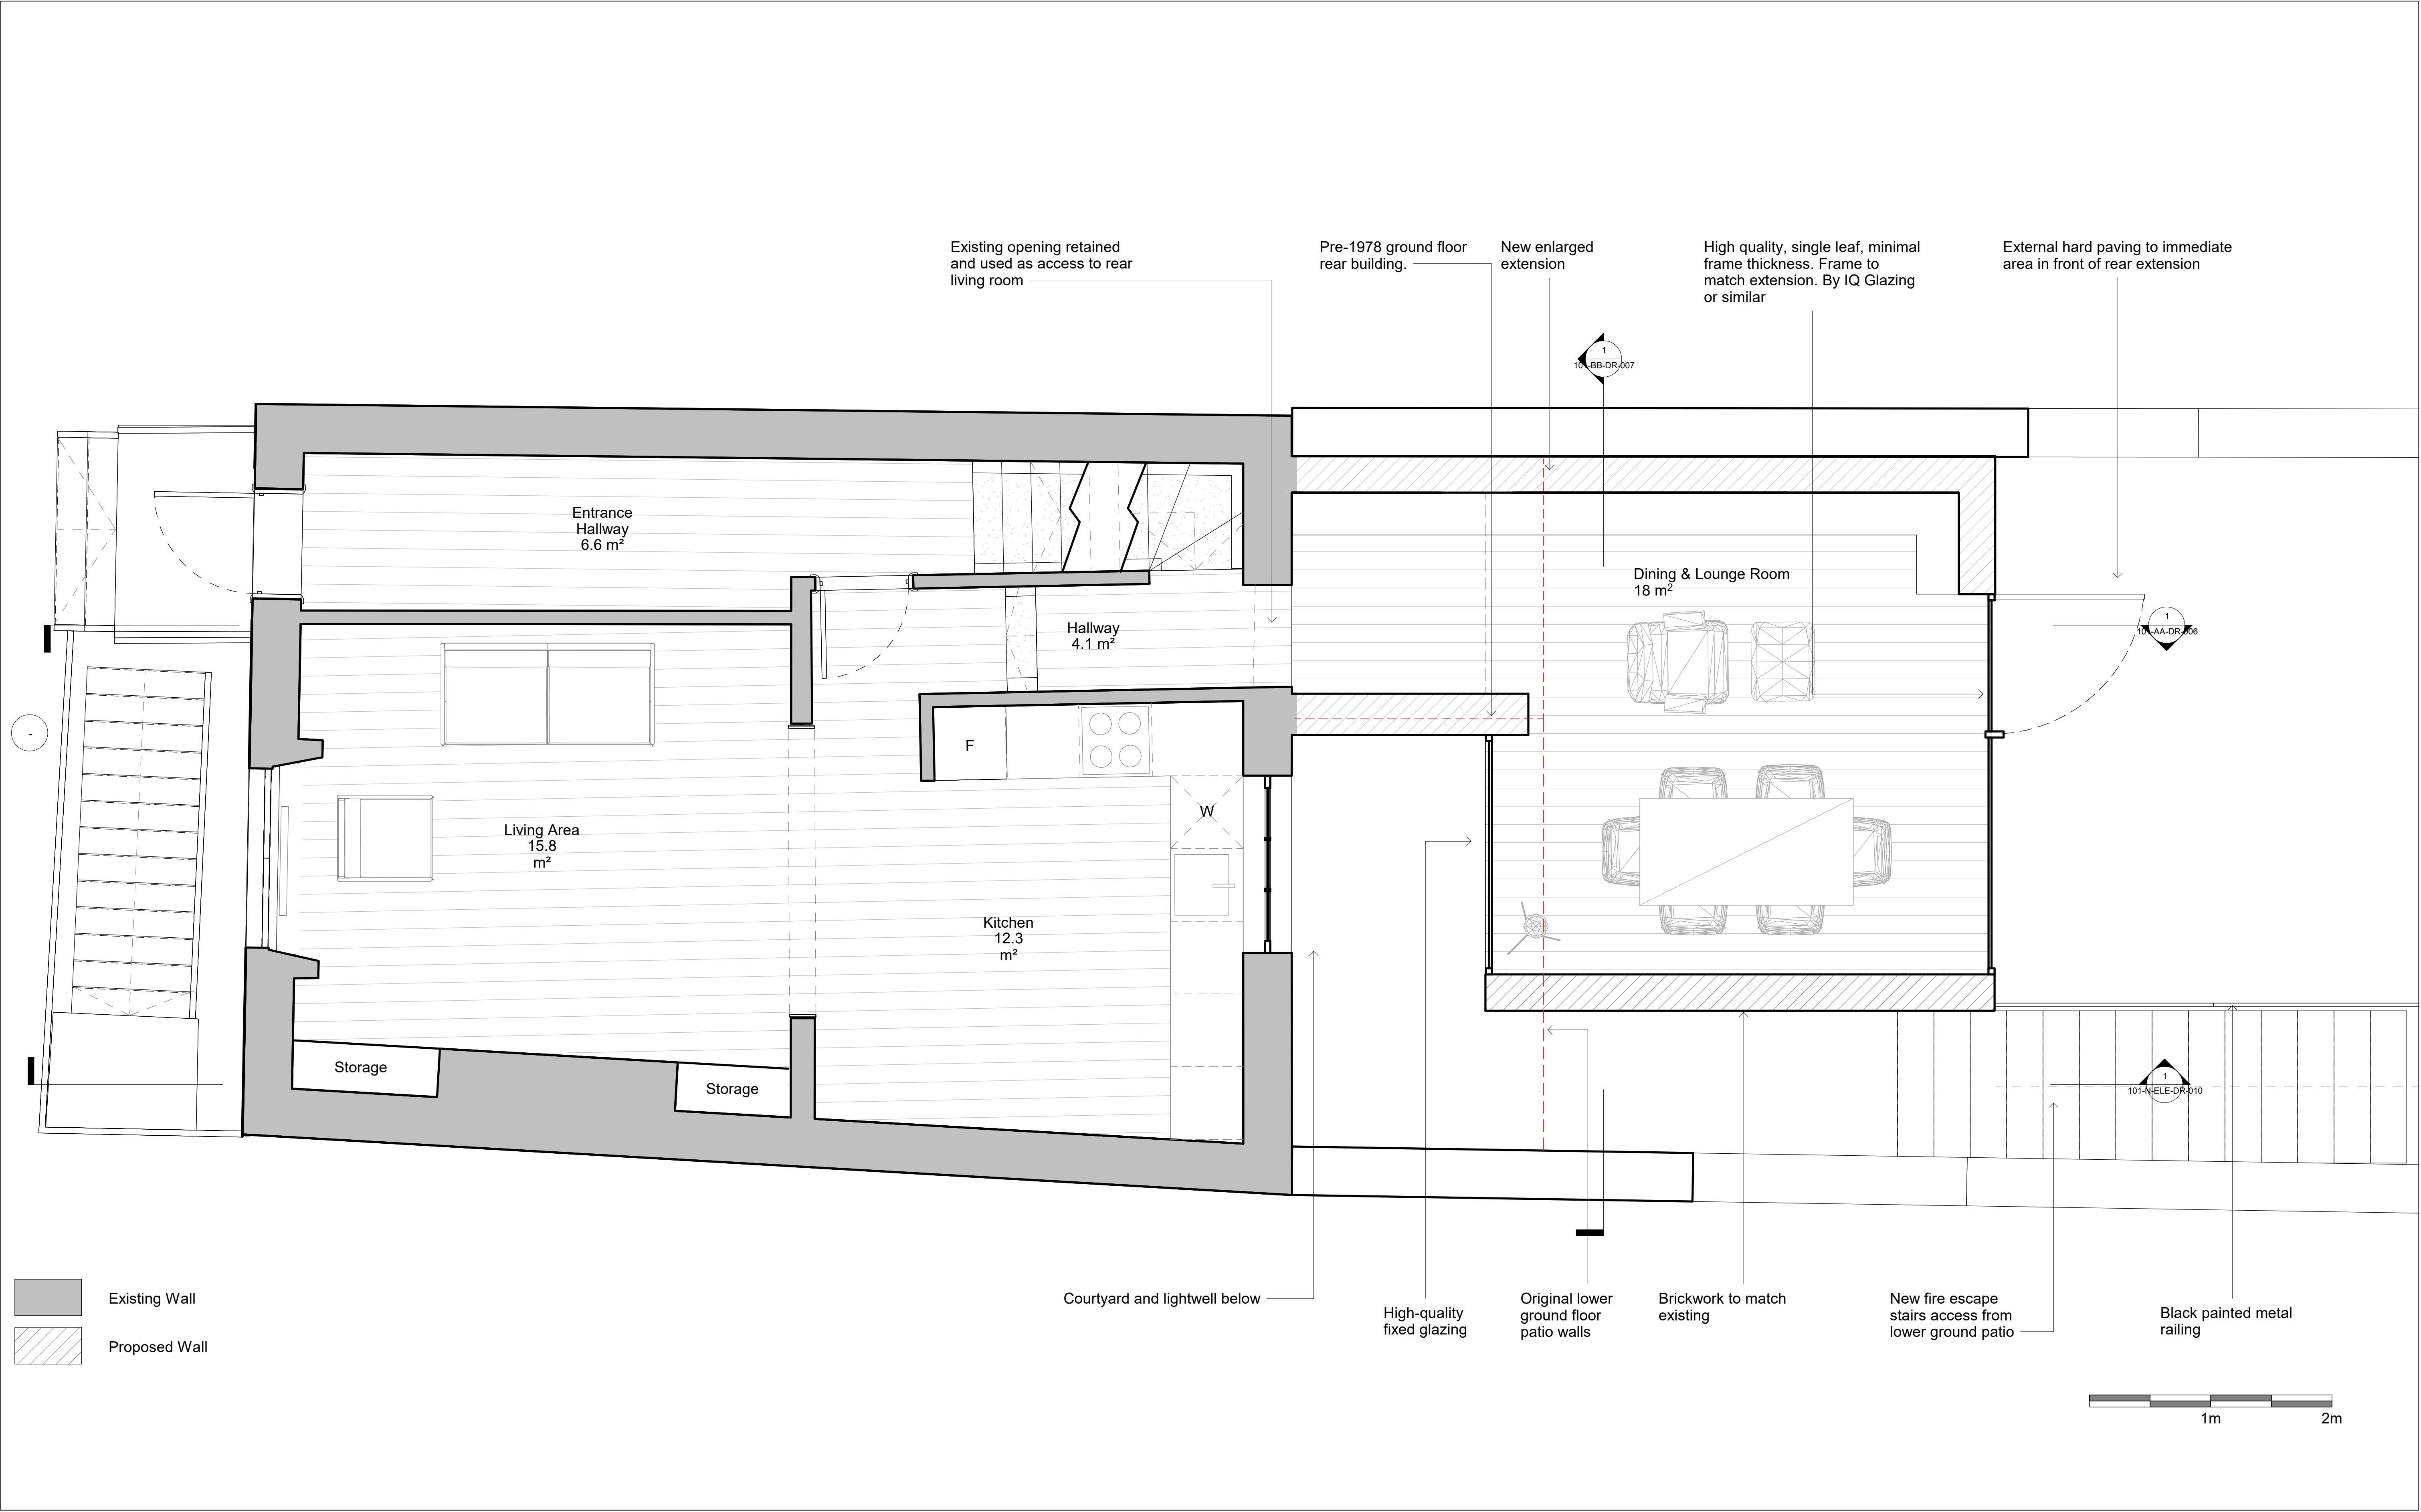 Existing opening retained
and used as access to rear
living room
Pre-1978 ground floor
rear building.
New enlarged
extension
High quality, single leaf, minimal
frame thickness. Frame to
match extension. By IQ Glazing
or similar
External hard paving to immediate
area in front of rear extension
1
101-BB-DR-007
Entrance
Hallway
6.6 m²
Dining & Lounge Room
18 m²
Hallway
4.1 m²
1
101-AA-DR-006
-
F
W
Living Area
15.8
m²
Kitchen
12.3
m²
Storage
Storage
1
101-N-ELE-DR-010
Existing Wall
Proposed Wall
Courtyard and lightwell below
High-quality
fixed glazing
Original lower
ground floor
patio walls
Brickwork to match
existing
New fire escape
stairs access from
lower ground patio
Black painted metal
railing
1m
2m